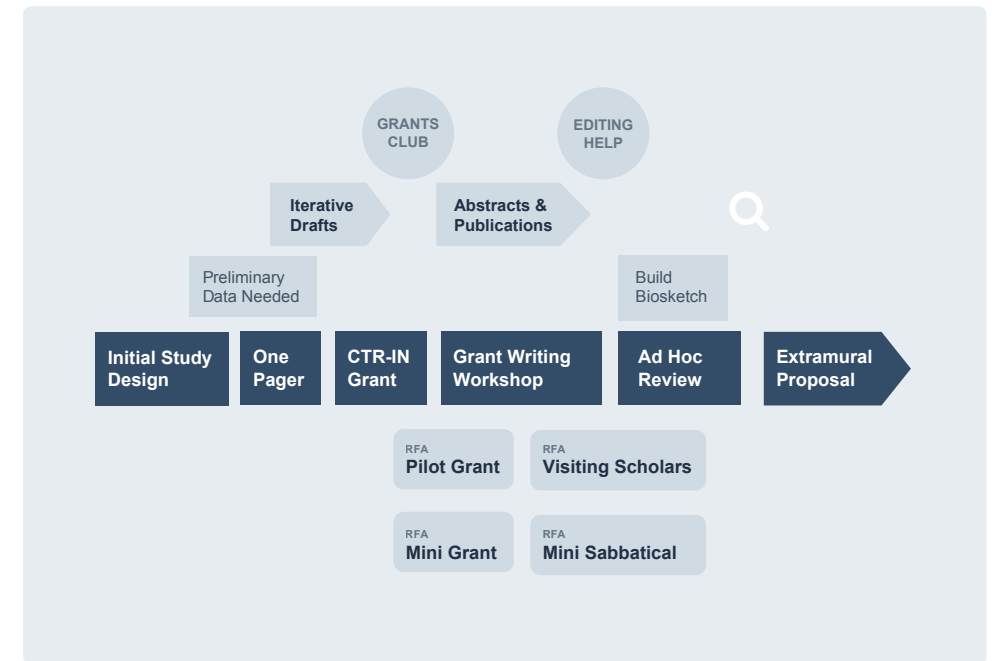 GRANTS
CLUB
EDITING
HELP
Iterative
Drafts
Abstracts &
Publications
Preliminary
Data Needed
Build
Biosketch
Initial Study
Design
One
Pager
CTR-IN
Grant
Grant Writing
Workshop
Ad Hoc
Review
Extramural
Proposal
RFA
Pilot Grant
RFA
Visiting Scholars
RFA
Mini Grant
RFA
Mini Sabbatical